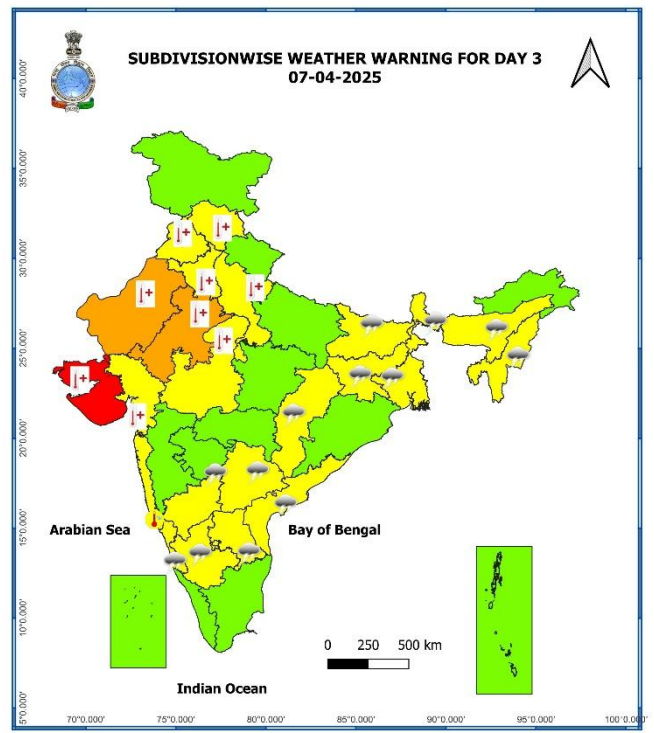 SUBDIVISIONWISE WEATHER WARNING FOR DAY 3
07-04-2025
40°0.000'
35°0.000'
30°0.000'
25°0.000'
20°0.000'
15°0.000'
10°0.000'
5°0.000'
Arabian Sea
Bay of Bengal
0 250 500 km
Indian Ocean
70°0.000' 75°0.000' 80°0.000' 85°0.000' 90°0.000' 95°0.000' 100°0.000'